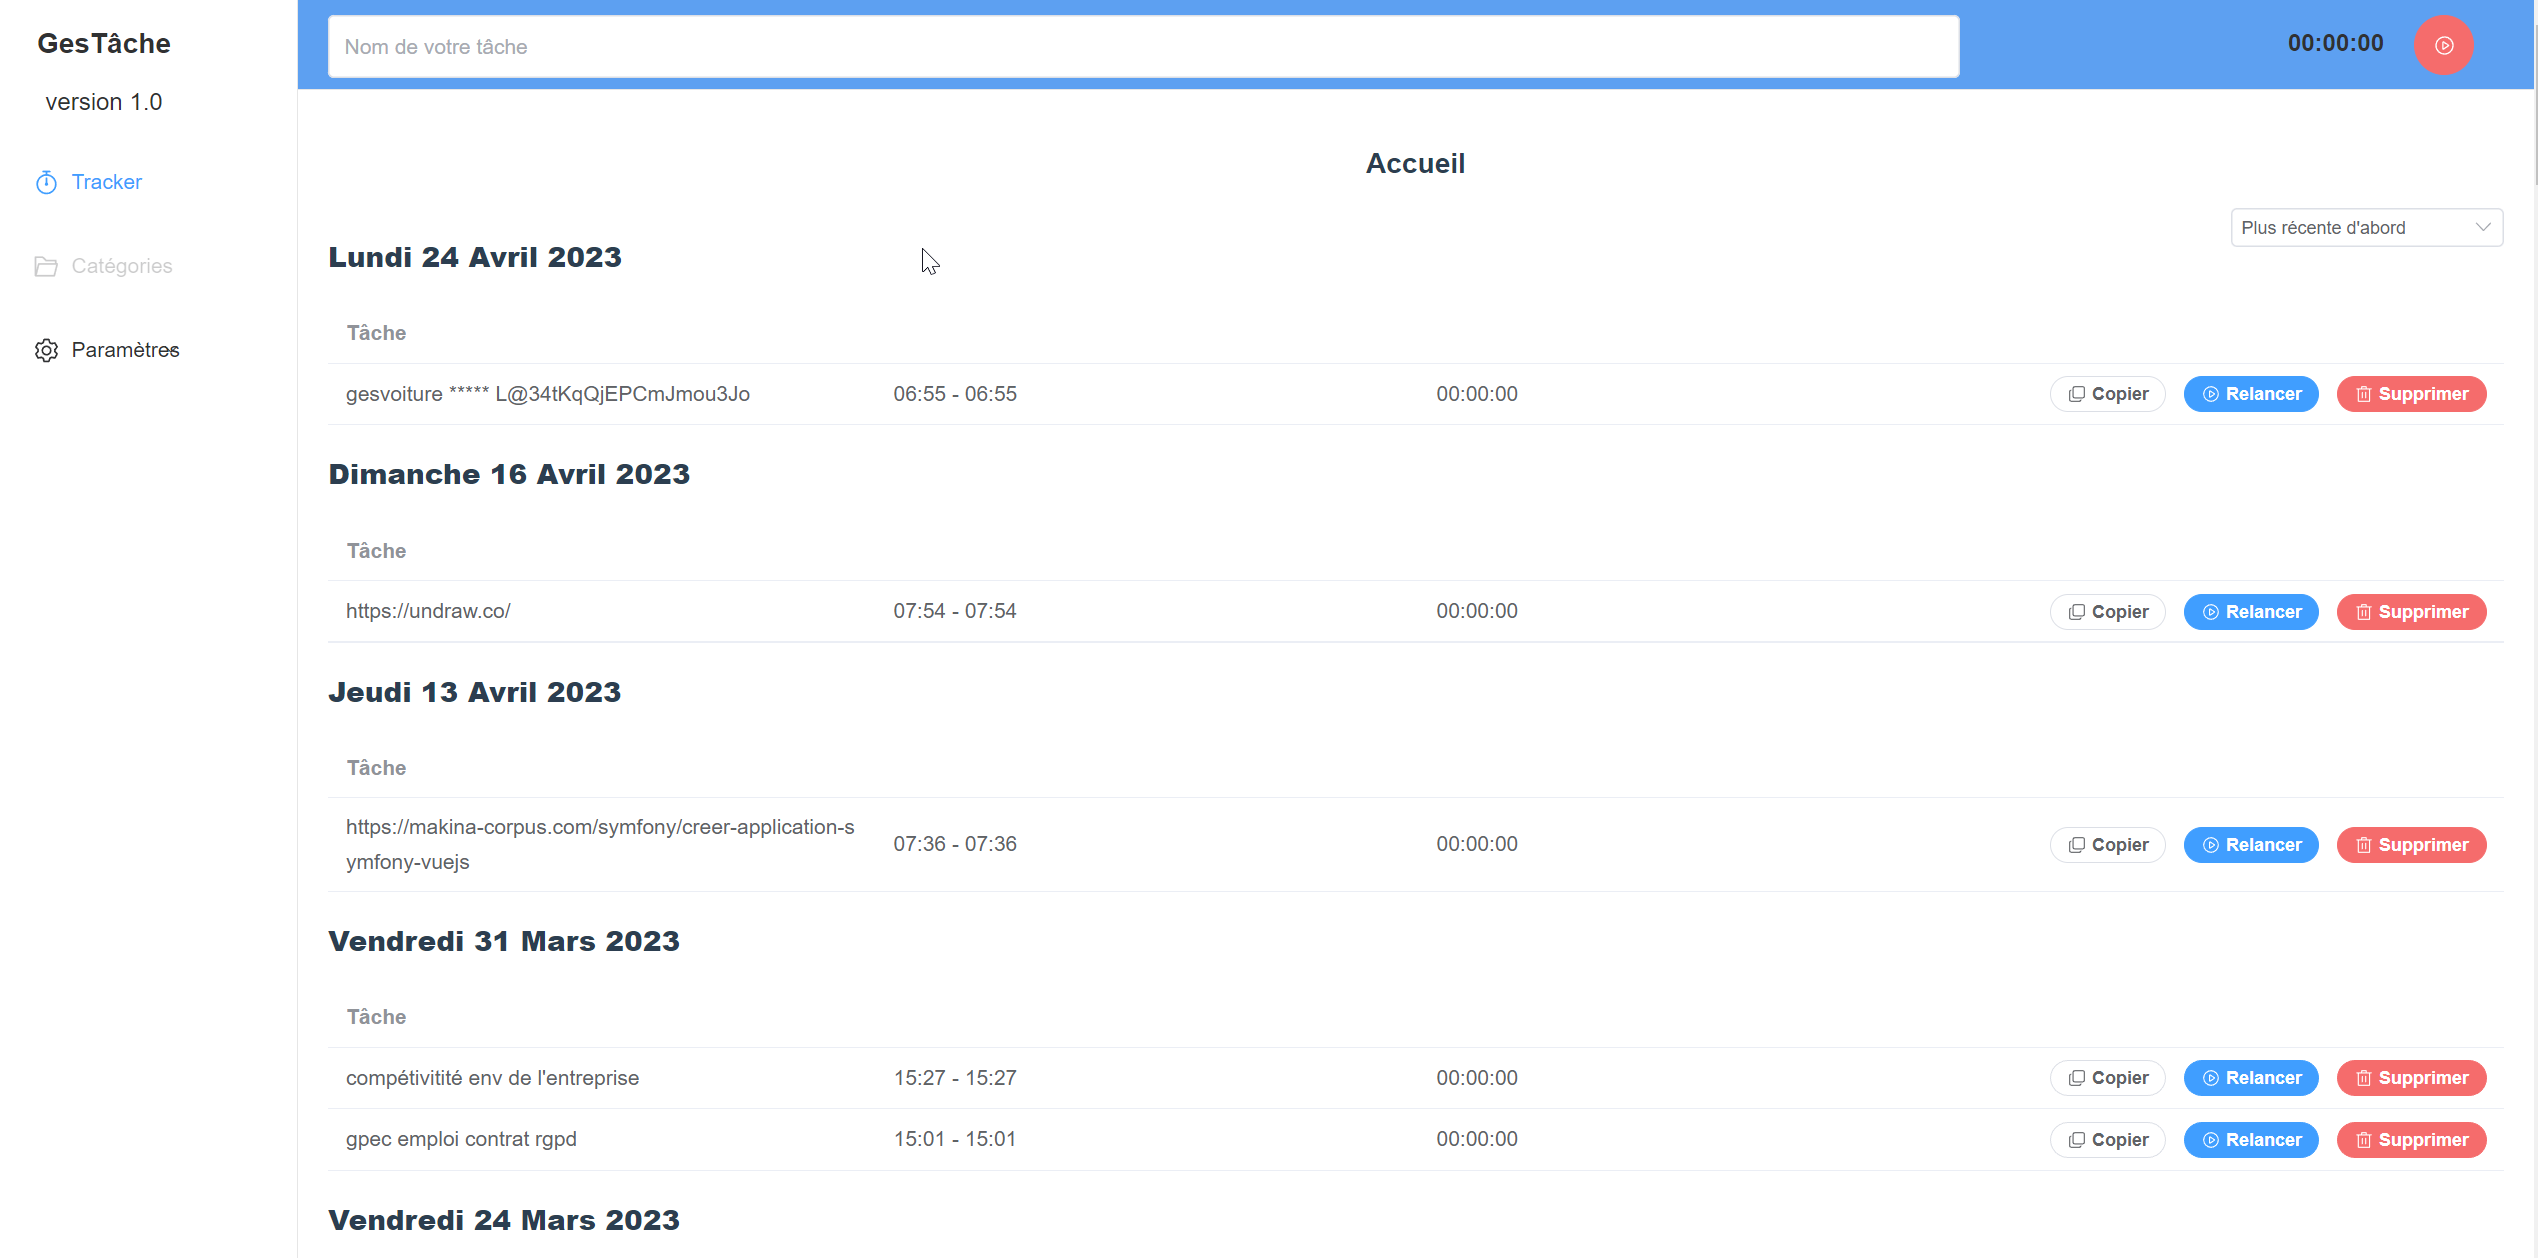 GesTâche
version 1.0
Tracker
Catégories
Paramètres
Nom de votre tâche
00:00:00
Accueil
Plus récente d'abord
Lundi 24 Avril 2023
Tâche
gesvoiture ***** L@34tKqQjEPCmJmou3Jo 06:55 - 06:55 00:00:00 Copier Relancer Supprimer
Dimanche 16 Avril 2023
Tâche
https://undraw.co/ 07:54 - 07:54 00:00:00 Copier Relancer Supprimer
Jeudi 13 Avril 2023
Tâche
https://makina-corpus.com/symfony/creer-application-s
ymfony-vuejs 07:36 - 07:36 00:00:00 Copier Relancer Supprimer
Vendredi 31 Mars 2023
Tâche
compétivitité env de l'entreprise 15:27 - 15:27 00:00:00 Copier Relancer Supprimer
gpec emploi contrat rgpd 15:01 - 15:01 00:00:00 Copier Relancer Supprimer
Vendredi 24 Mars 2023